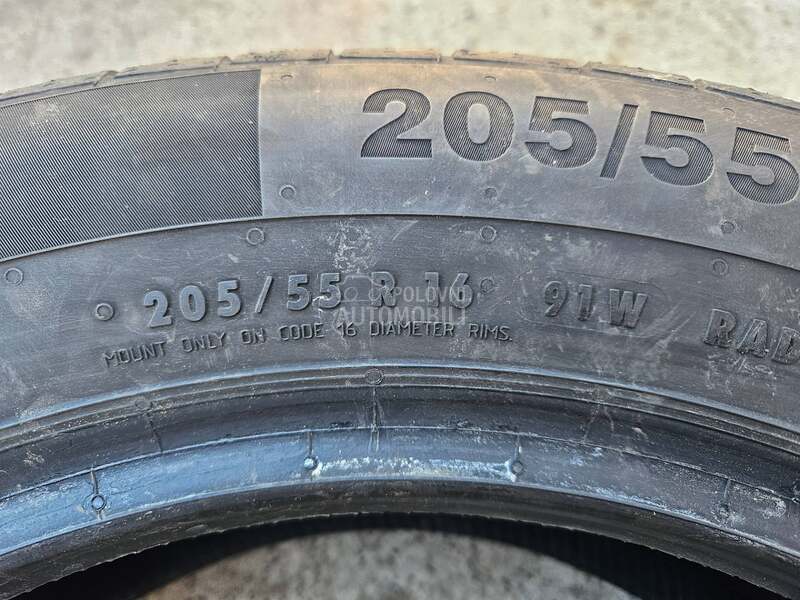 205/55
205/55 R 16 91W RAD
POLOVNI
AUTOMOBILI
MOUNT ONLY ON CODE 16 DIAMETER RIMS.